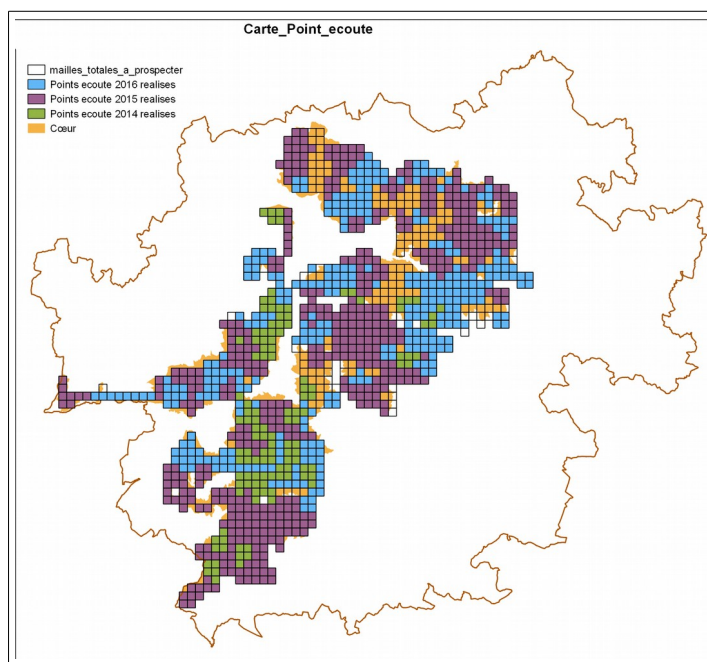 Carte_Point_ecoute
mailles_totales_a_prospecter
Points ecoute 2016 realises
Points ecoute 2015 realises
Points ecoute 2014 realises
Cœur